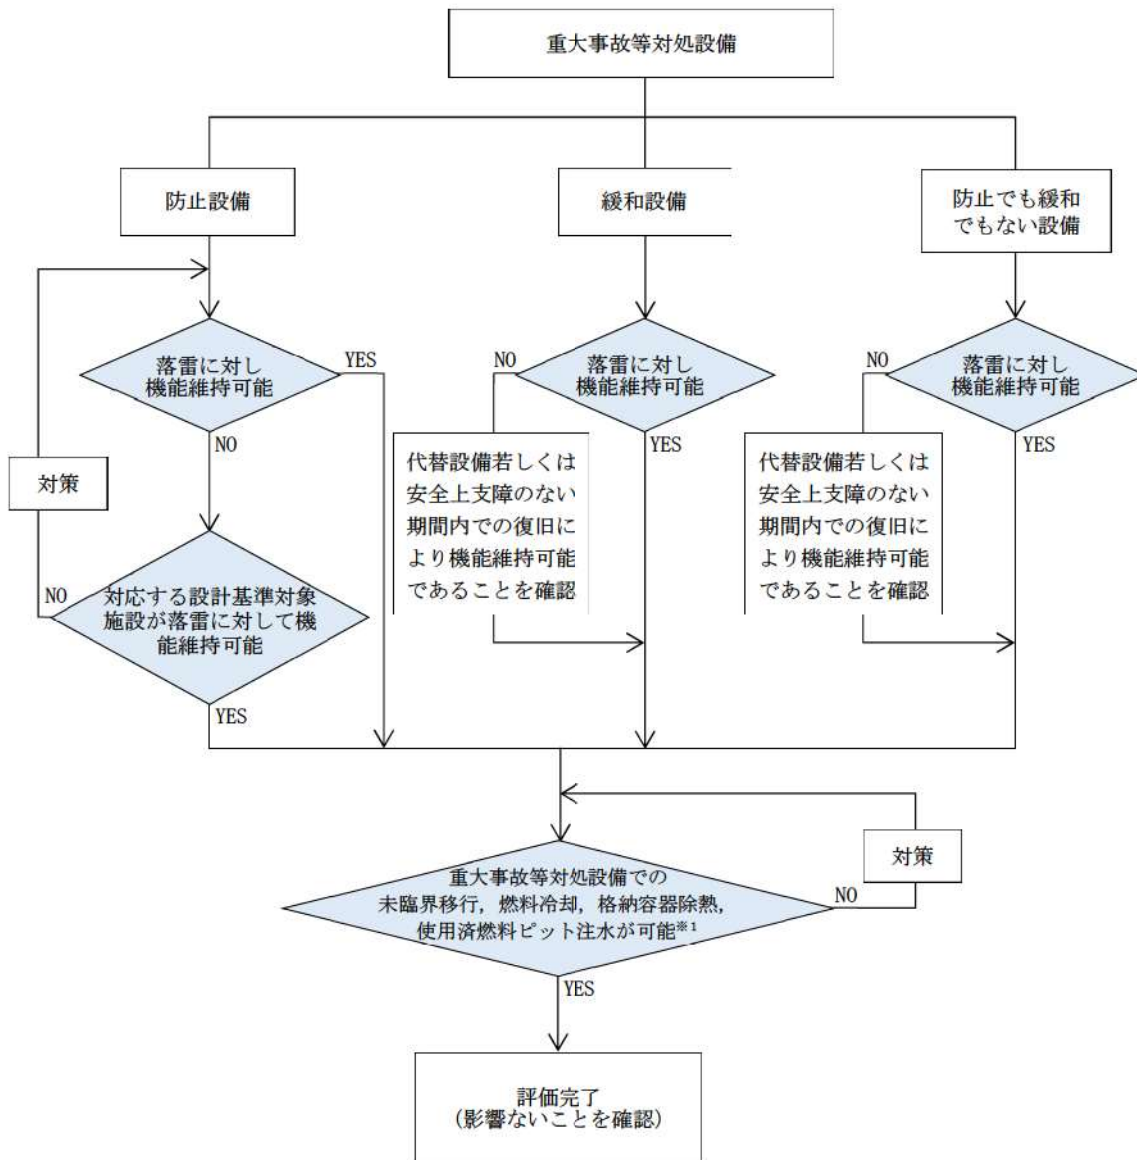 重大事故等対処設備
防止設備
緩和設備
防止でも緩和
でもない設備
落雷に対し
機能維持可能
YES
NO
対策
対応する設計基準対象
施設が落雷に対して機
能維持可能
NO
YES
落雷に対し
機能維持可能
NO
YES
代替設備若しくは
安全上支障のない
期間内での復旧に
より機能維持可能
であることを確認
落雷に対し
機能維持可能
NO
YES
代替設備若しくは
安全上支障のない
期間内での復旧に
より機能維持可能
であることを確認
重大事故等対処設備での
未臨界移行，燃料冷却，格納容器除熱，
使用済燃料ピット注水が可能※1
NO
対策
YES
評価完了
(影響ないことを確認)